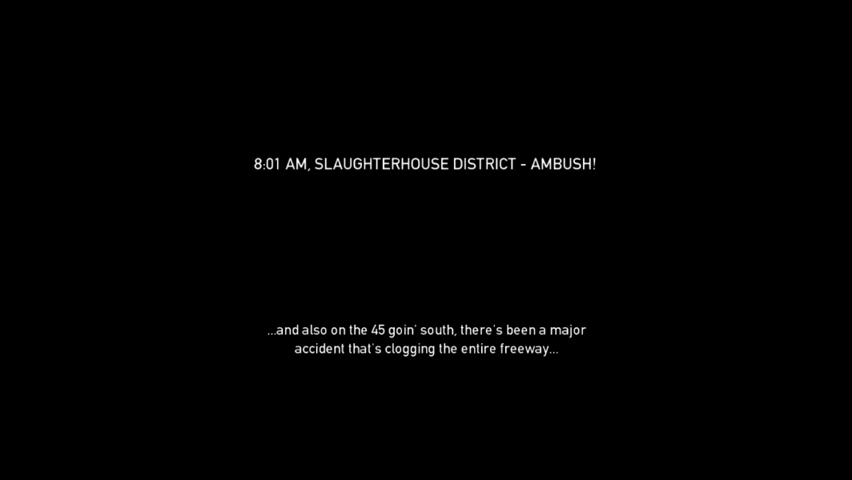 8:01 AM, SLAUGHTERHOUSE DISTRICT - AMBUSH!
...and also on the 45 goin' south, there's been a major
accident that's clogging the entire freeway...